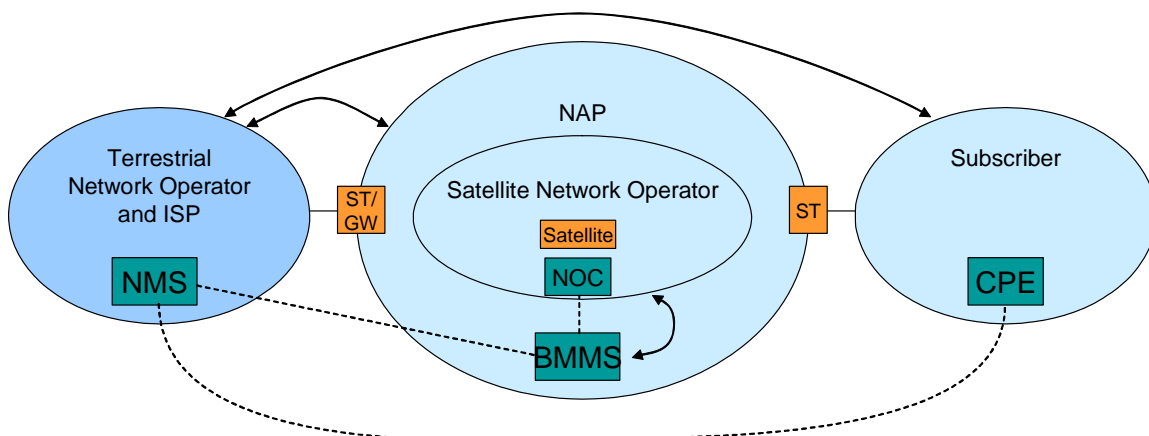 NAP
Terrestrial
Network Operator
and ISP
Subscriber
Satellite Network Operator
ST/
GW
ST
Satellite
NMS
NOC
CPE
BMMS